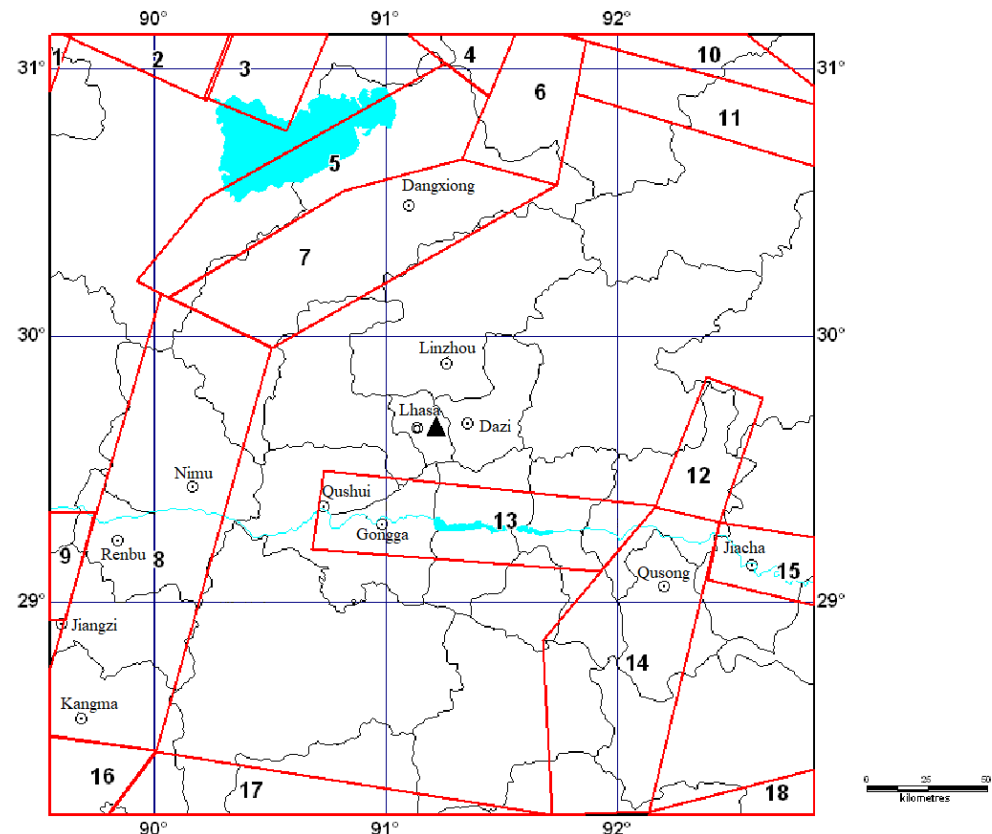 90° 91° 92°
1 2 3 4 10
31° 31°
6
11
5
Dangxiong
7
30° 30°
Linzhou
Lhasa
Dazi
Nimu
12
Qushui
13
Gongga
9 Renbu 8
Jiacha
15
Qusong
29° 29°
Jiangzi
14
Kangma
16 17 18
0 25 50
kilometres
90° 91° 92°